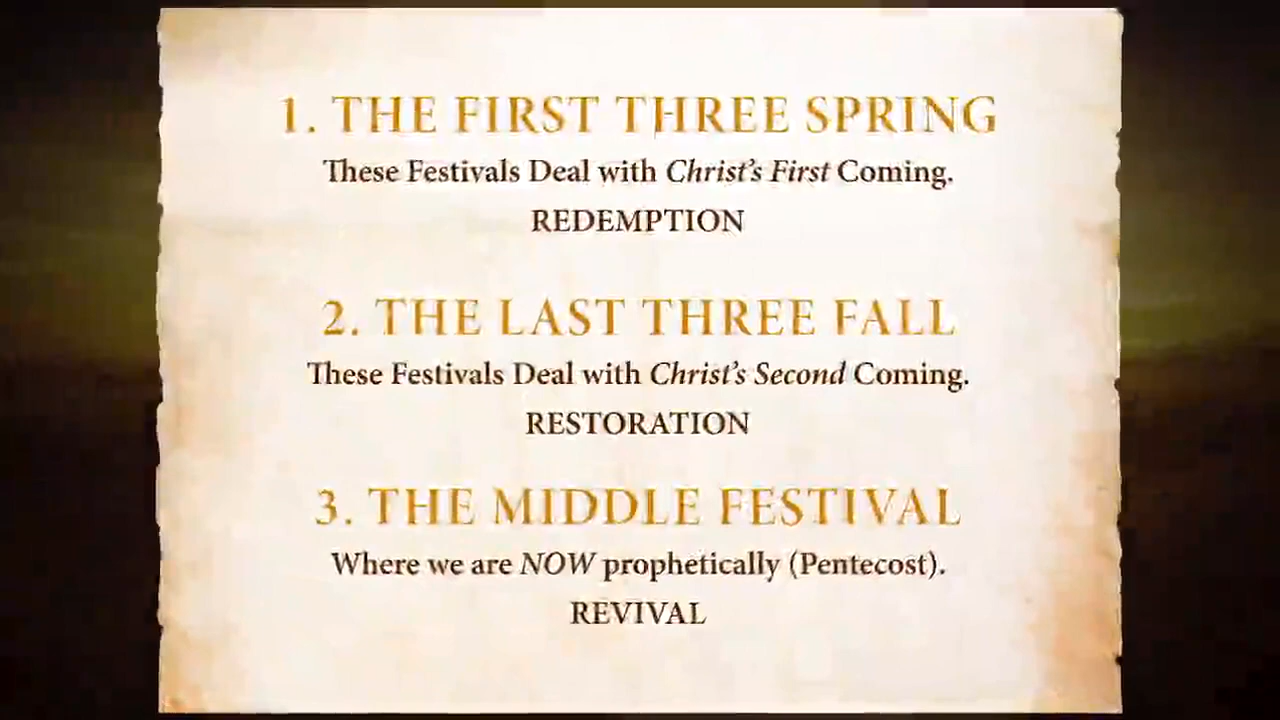 1. THE FIRST THREE SPRING
These Festivals Deal with Christ's First Coming.
REDEMPTION
2. THE LAST THREE FALL
These Festivals Deal with Christ's Second Coming.
RESTORATION
3. THE MIDDLE FESTIVAL
Where we are NOW prophetically (Pentecost).
REVIVAL